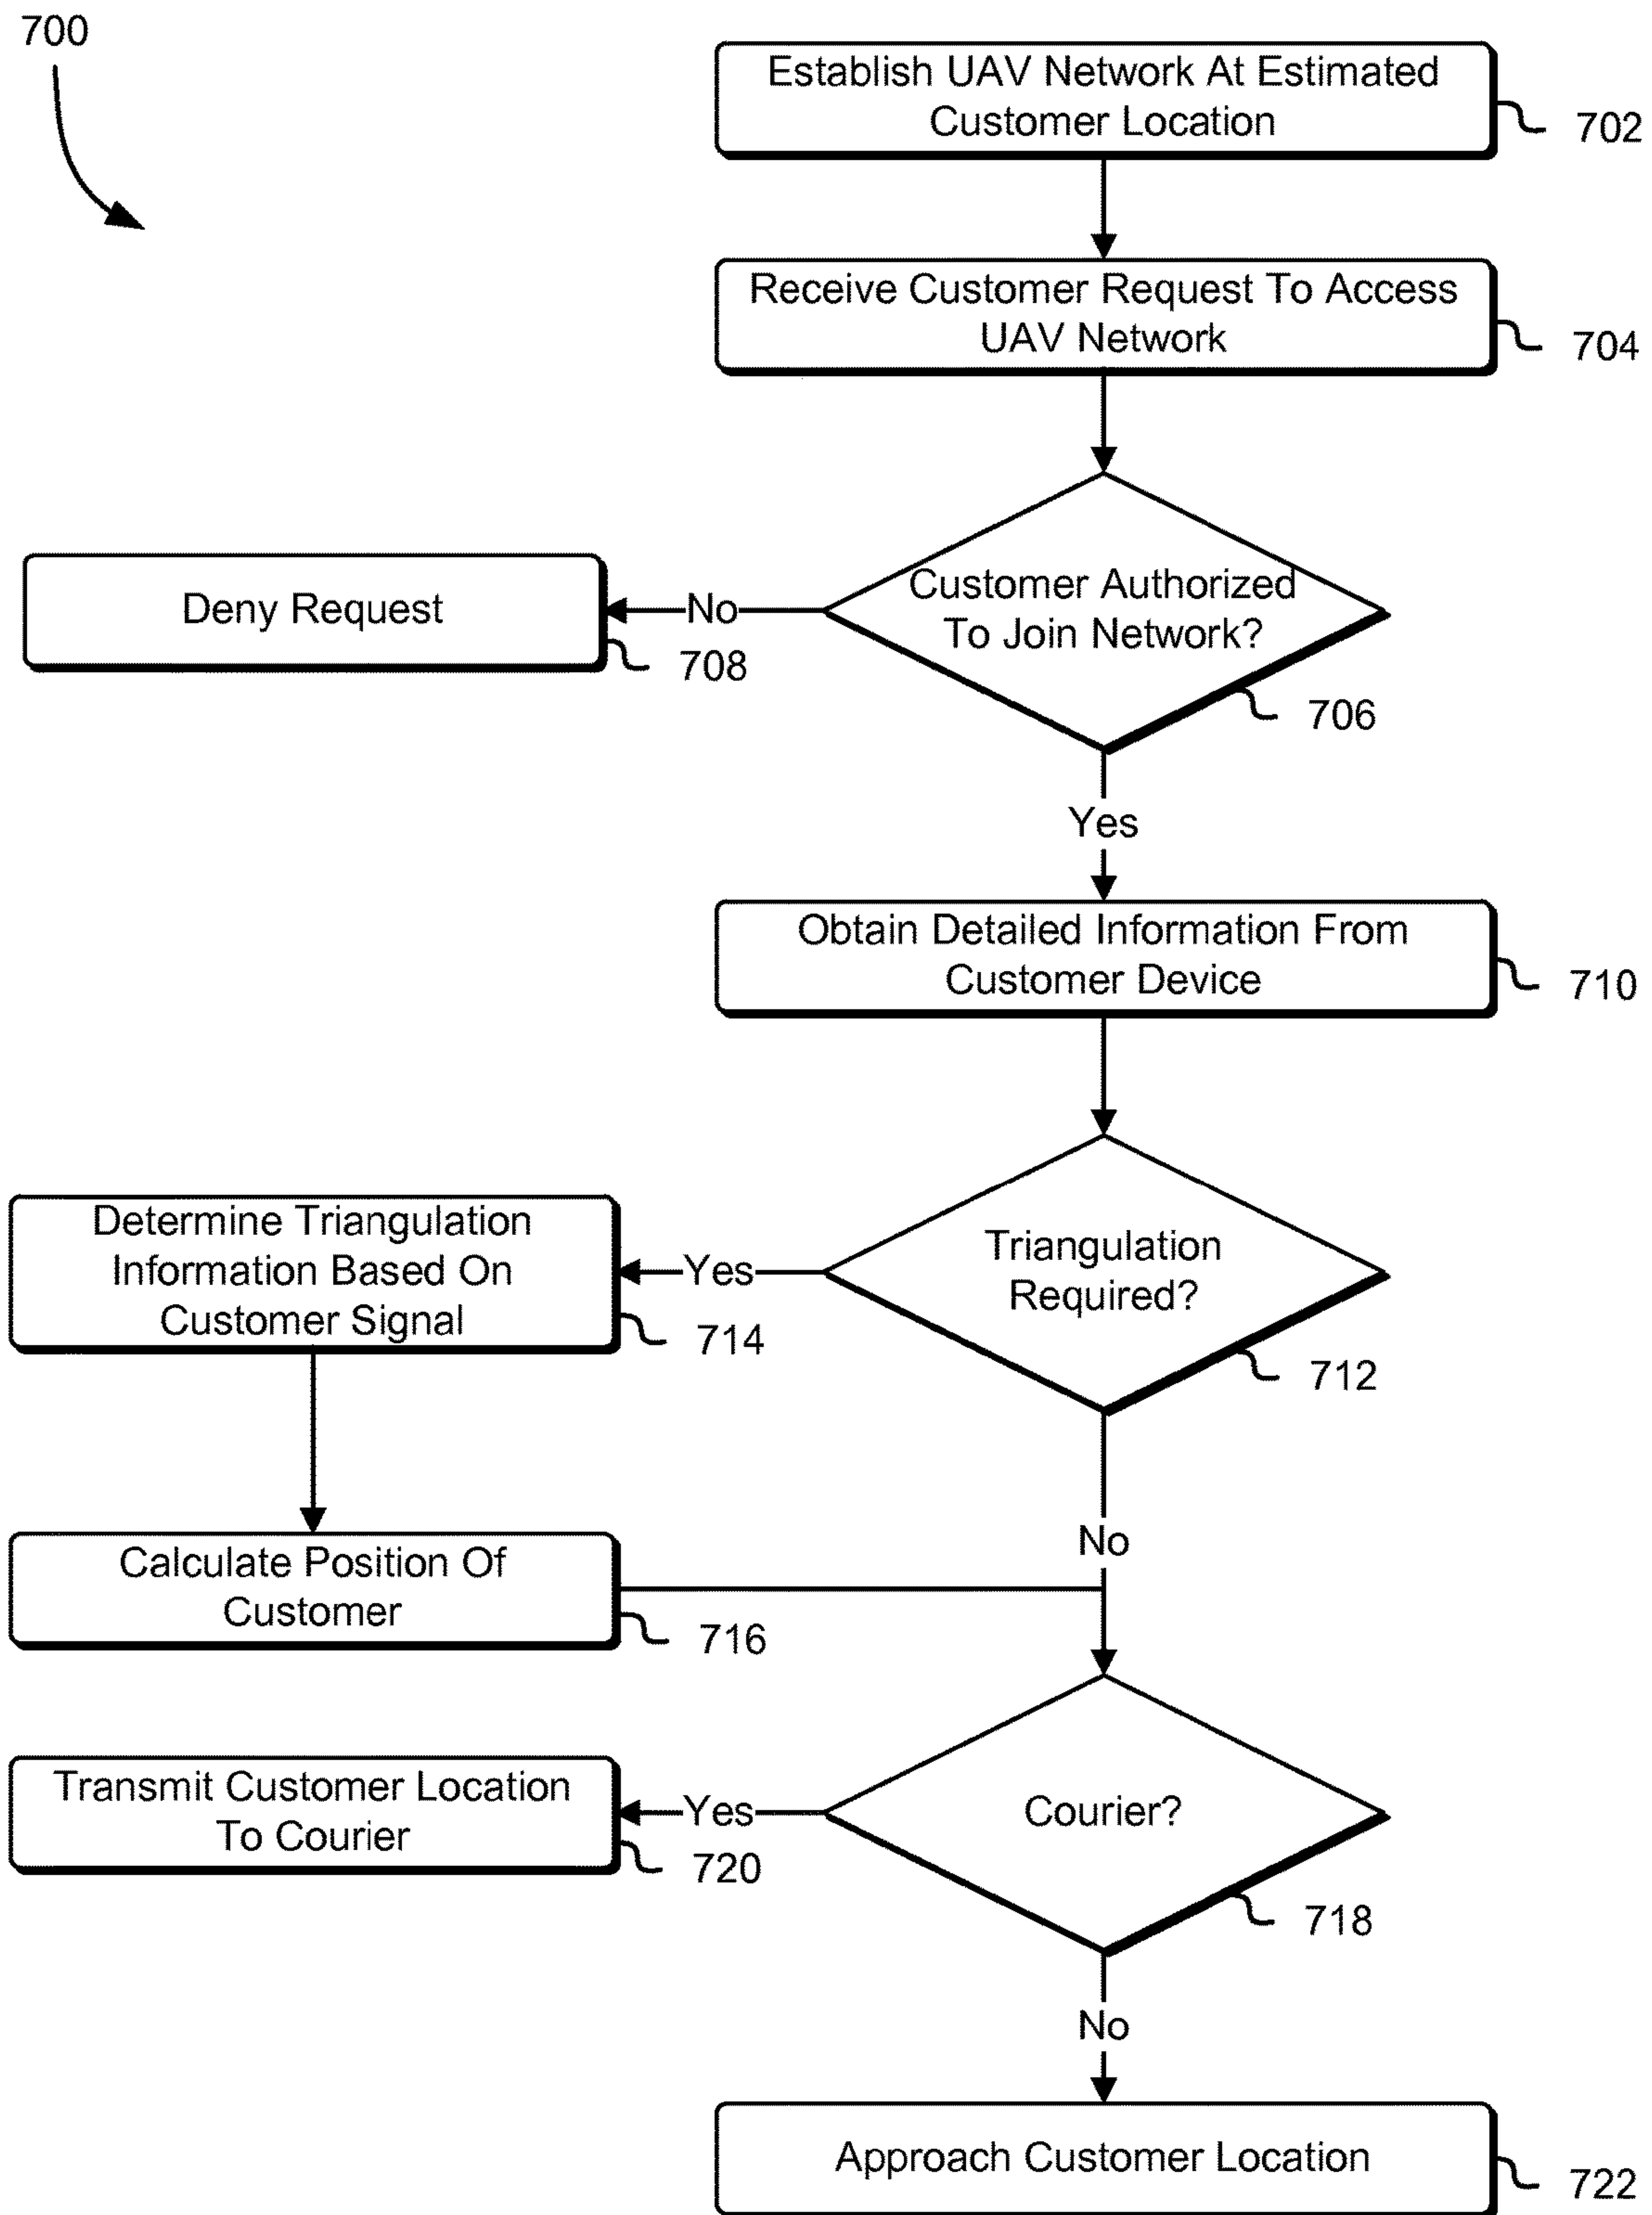 700
Establish UAV Network At Estimated
Customer Location
702
Receive Customer Request To Access
UAV Network
704
Customer Authorized
To Join Network?
706
No
Deny Request
708
Yes
Obtain Detailed Information From
Customer Device
710
Triangulation
Required?
712
Yes
Determine Triangulation
Information Based On
Customer Signal
714
No
Calculate Position Of
Customer
716
Courier?
718
Yes
Transmit Customer Location
To Courier
720
No
Approach Customer Location
722